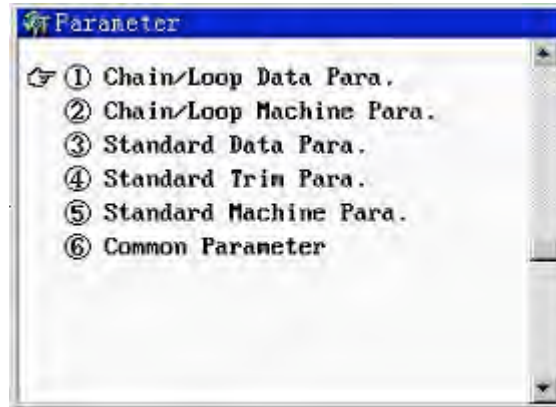 Parameter
① Chain/Loop Data Para.
② Chain/Loop Machine Para.
③ Standard Data Para.
④ Standard Trim Para.
⑤ Standard Machine Para.
⑥ Common Parameter